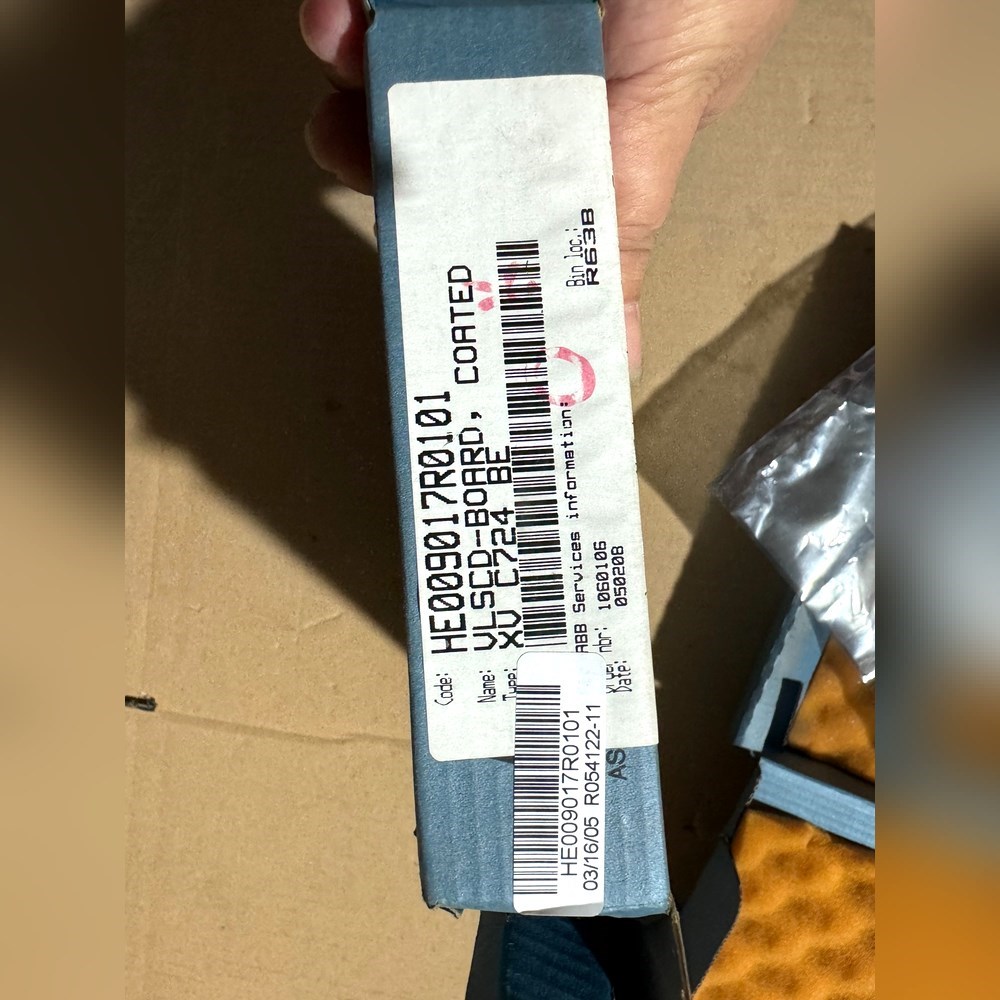 Code: HE009017R0101
Name: VLSCD-BOARD, COATED
Type: XV C724 BE
Bin loc.:
R63B
ABB Services information:
nbr: 1060106
Date: 050208
HE009017R0101
03/16/05 R054122-11
AS